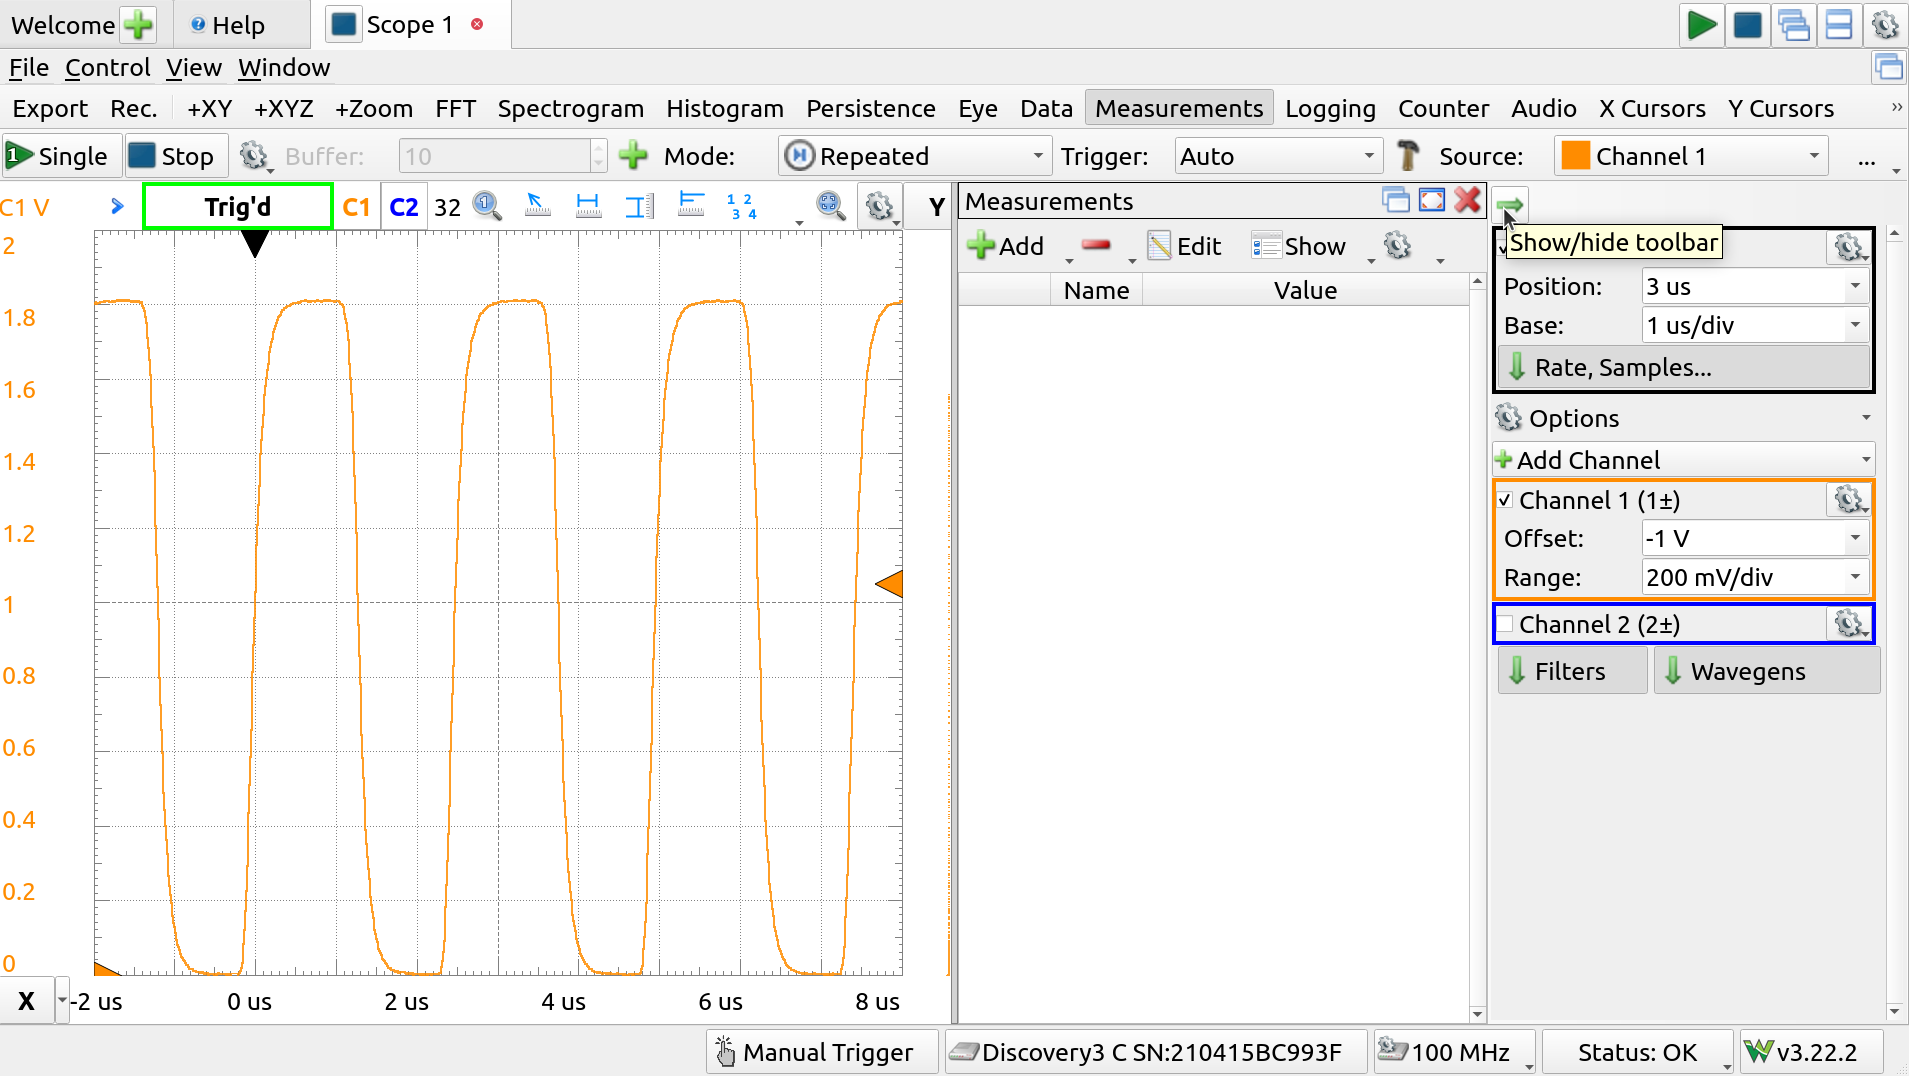 Welcome Help Scope 1
File Control View Window
Export Rec. +XY +XYZ +Zoom FFT Spectrogram Histogram Persistence Eye Data Measurements Logging Counter Audio X Cursors Y Cursors »
1 Single Stop Buffer: 10 Mode: Repeated Trigger: Auto Source: Channel 1 ...
C1 V Trig'd C1 C2 32 1 1 2 3 4 Y
Measurements
Show/hide toolbar
Add Edit Show
Name Value
Position: 3 us
Base: 1 us/div
Rate, Samples...
Options
Add Channel
Channel 1 (1±)
Offset: -1 V
Range: 200 mV/div
Channel 2 (2±)
Filters Wavegens
2
1.8
1.6
1.4
1.2
1
0.8
0.6
0.4
0.2
0
X -2 us 0 us 2 us 4 us 6 us 8 us
Manual Trigger Discovery3 C SN:210415BC993F 100 MHz Status: OK v3.22.2